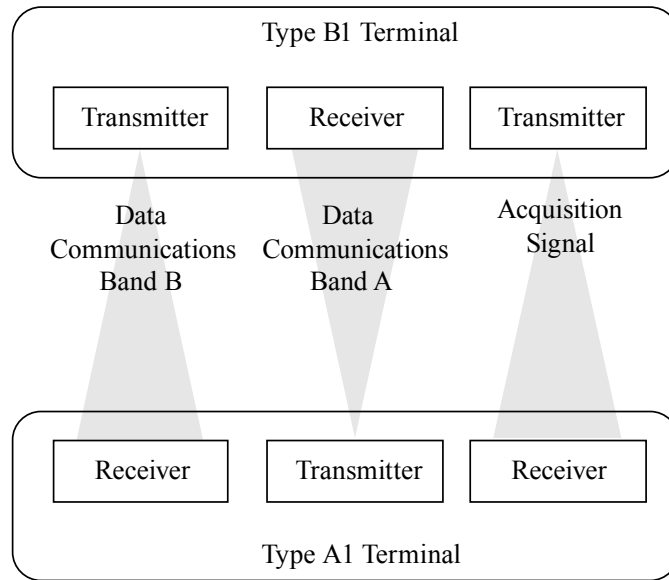 Type B1 Terminal
Transmitter
Receiver
Transmitter
Data
Communications
Band B
Data
Communications
Band A
Acquisition
Signal
Receiver
Transmitter
Receiver
Type A1 Terminal